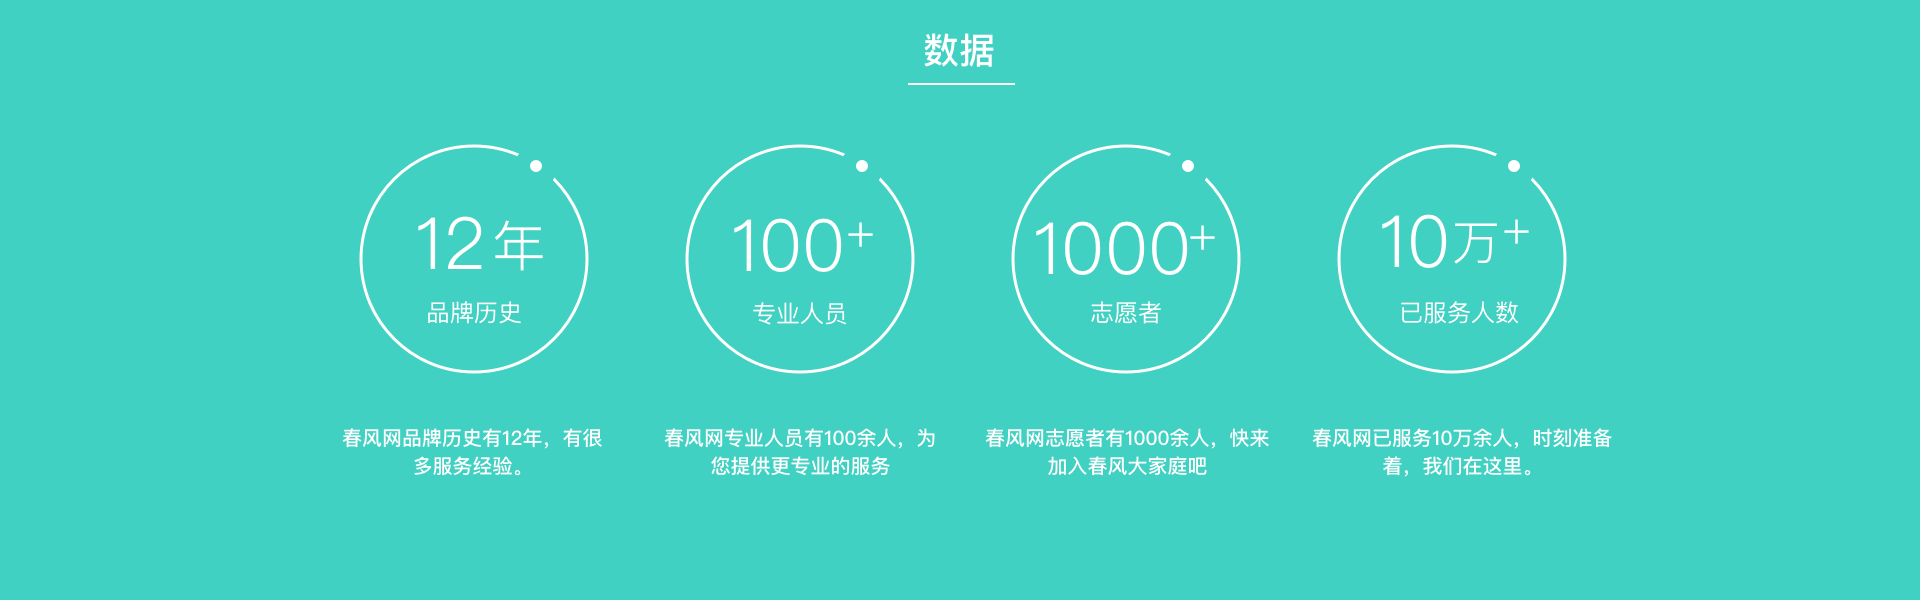 数据
12年
品牌历史
100+
专业人员
1000+
志愿者
10万+
已服务人数
春风网品牌历史有12年，有很
多服务经验。
春风网专业人员有100余人，为
您提供更专业的服务
春风网志愿者有1000余人，快来
加入春风大家庭吧
春风网已服务10万余人，时刻准备
着，我们在这里。